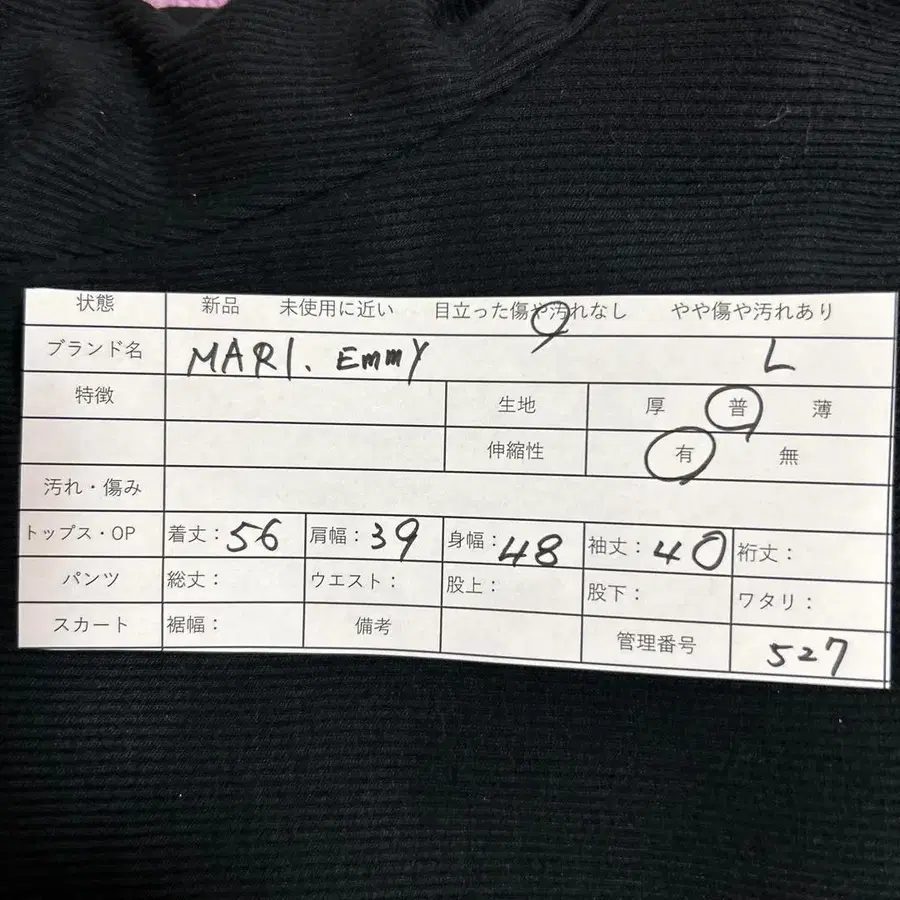 状態 新品 未使用に近い 目立った傷や汚れなし やや傷や汚れあり
ブランド名 MARI. Emmy L
特徴 生地 厚 普 薄
伸縮性 有 無
汚れ・傷み
トップス・OP 着丈：56 肩幅：39 身幅：48 袖丈：40 裄丈：
パンツ 総丈： ウエスト： 股上： 股下： ワタリ：
スカート 裾幅： 備考 管理番号 527